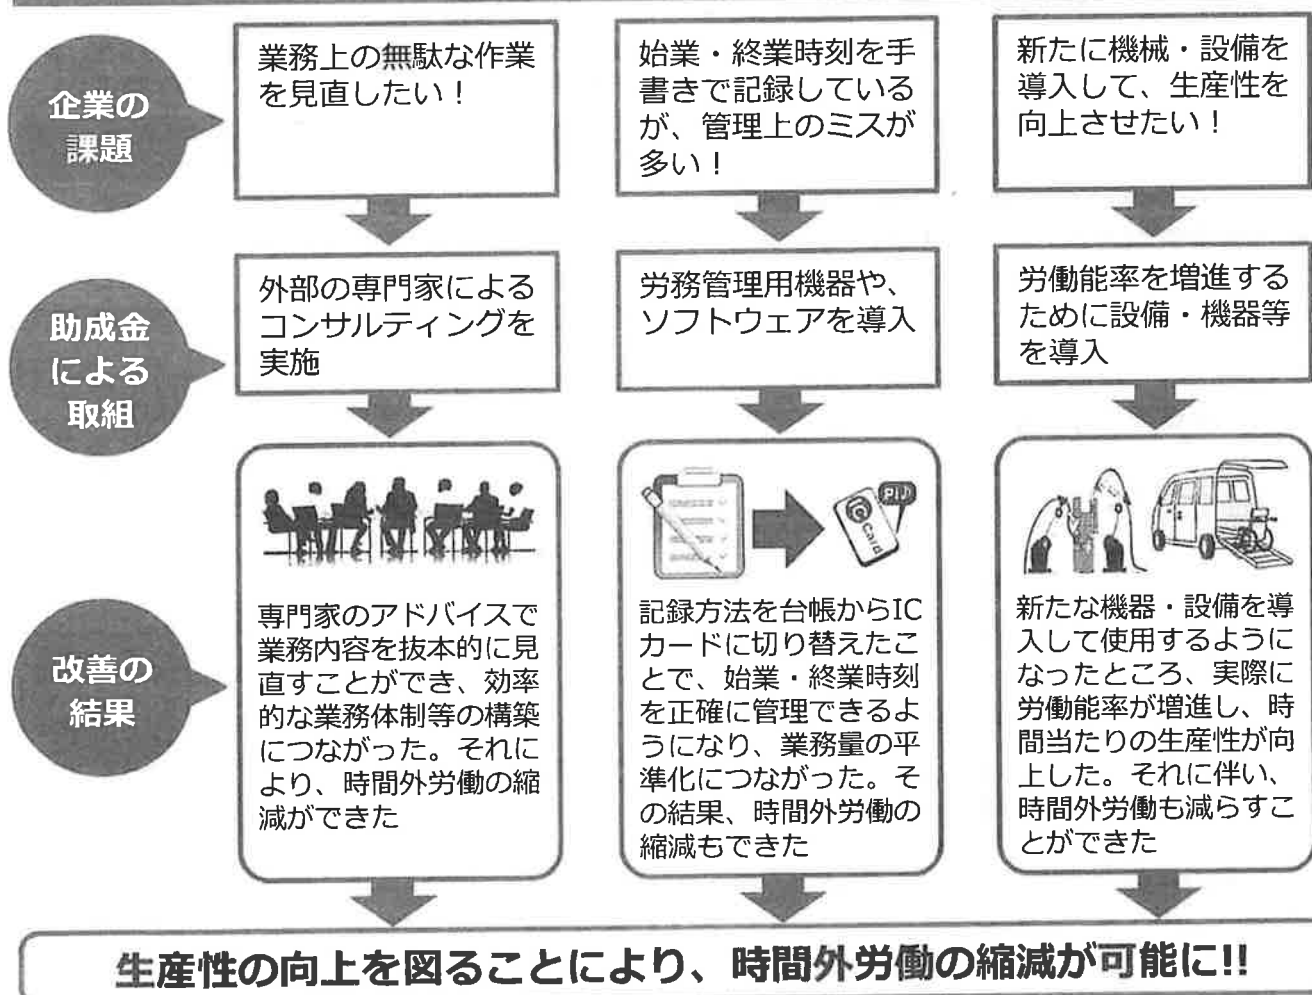 企業の
課題
業務上の無駄な作業
を見直したい！
始業・終業時刻を手
書きで記録している
が、管理上のミスが
多い！
新たに機械・設備を
導入して、生産性を
向上させたい！
助成金
による
取組
外部の専門家による
コンサルティングを
実施
労務管理用機器や、
ソフトウェアを導入
労働能率を増進する
ために設備・機器等
を導入
改善の
結果
専門家のアドバイスで
業務内容を抜本的に見
直すことができ、効率
的な業務体制等の構築
につながった。それに
より、時間外労働の縮
減ができた
Card
PI♪
記録方法を台帳からIC
カードに切り替えたこ
とで、始業・終業時刻
を正確に管理できるよ
うになり、業務量の平
準化につながった。そ
の結果、時間外労働の
縮減もできた
新たな機器・設備を導
入して使用するように
なったところ、実際に
労働能率が増進し、時
間当たりの生産性が向
上した。それに伴い、
時間外労働も減らすこ
とができた
生産性の向上を図ることにより、時間外労働の縮減が可能に!!